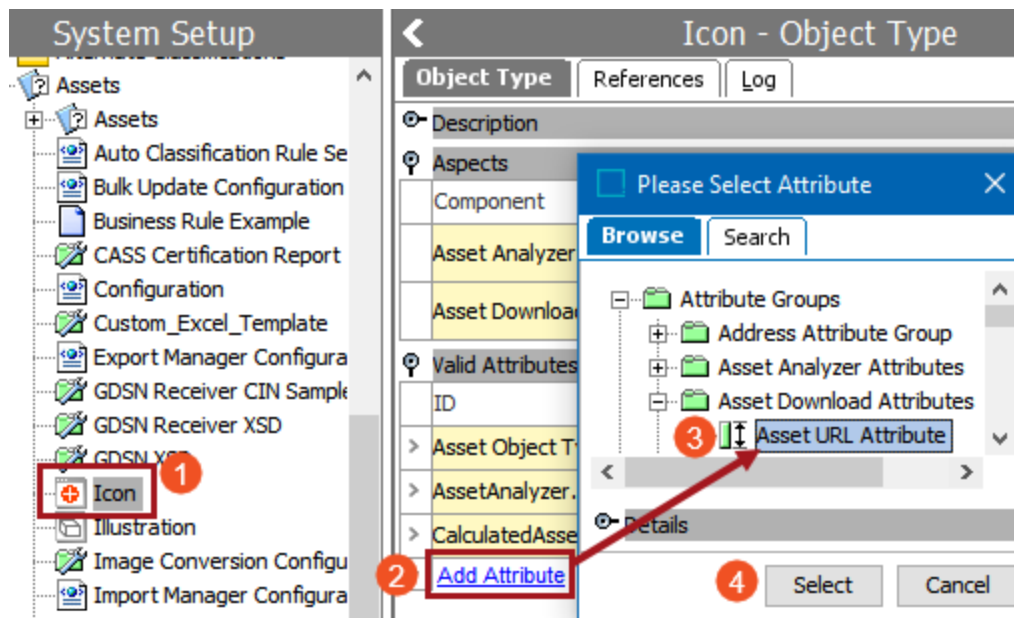 System Setup
Assets
Assets
Auto Classification Rule Se
Bulk Update Configuration
Business Rule Example
CASS Certification Report
Configuration
Custom_Excel_Template
Export Manager Configura
GDSN Receiver CIN Sample
GDSN Receiver XSD
GDSN XSD
1
Icon
Illustration
Image Conversion Configu
Import Manager Configura
Icon - Object Type
Object Type References Log
Description
Aspects
Component
Asset Analyzer
Asset Downloa
Valid Attributes
ID
Asset Object T
AssetAnalyzer.
CalculatedAsse
2 Add Attribute
Please Select Attribute
Browse Search
Attribute Groups
Address Attribute Group
Asset Analyzer Attributes
Asset Download Attributes
3 Asset URL Attribute
Details
4 Select Cancel